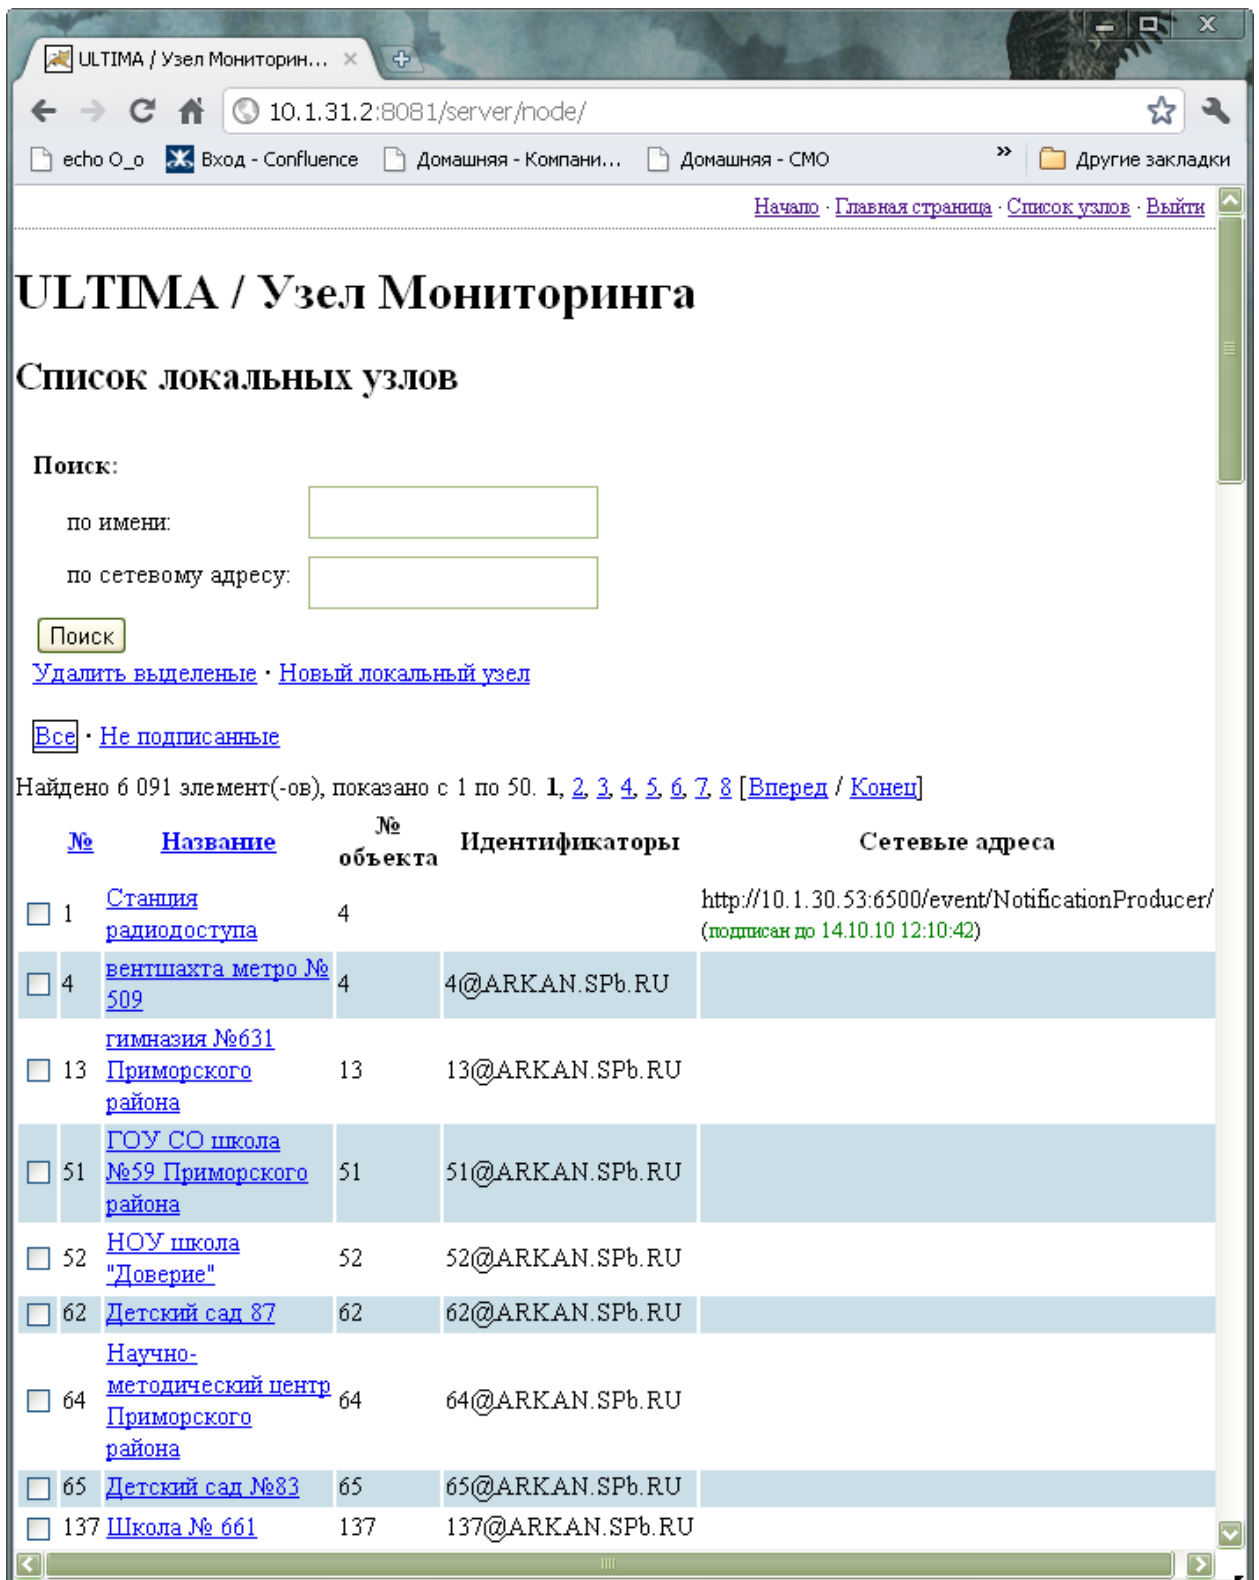 ULTIMA / Узел Мониторин...
10.1.31.2:8081/server/node/
echo O_o Вход - Confluence Домашняя - Компани... Домашняя - СМО » Другие закладки
Начало · Главная страница · Список узлов · Выйти
ULTIMA / Узел Мониторинга
Список локальных узлов
Поиск:
по имени:
по сетевому адресу:
Поиск
Удалить выделеные · Новый локальный узел
Все · Не подписанные
Найдено 6 091 элемент(-ов), показано с 1 по 50. 1, 2, 3, 4, 5, 6, 7, 8 [Вперед / Конец]
№ Название № объекта Идентификаторы Сетевые адреса
1 Станция радиодоступа 4 http://10.1.30.53:6500/event/NotificationProducer/
(подписан до 14.10.10 12:10:42)
4 вентшахта метро № 509 4 4@ARKAN.SPb.RU
13 гимназия №631 Приморского района 13 13@ARKAN.SPb.RU
51 ГОУ СО школа №59 Приморского района 51 51@ARKAN.SPb.RU
52 НОУ школа "Доверие" 52 52@ARKAN.SPb.RU
62 Детский сад 87 62 62@ARKAN.SPb.RU
64 Научно-методический центр Приморского района 64 64@ARKAN.SPb.RU
65 Детский сад №83 65 65@ARKAN.SPb.RU
137 Школа № 661 137 137@ARKAN.SPb.RU